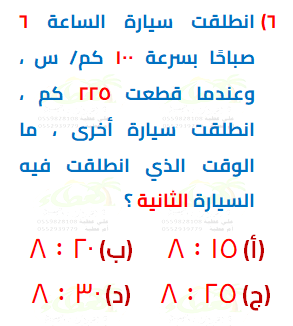 ٦) انطلقت سيارة الساعة ٦
صباحًا بسرعة ١٠٠ كم/ س ،
وعندما قطعت ٢٢٥ كم ،
انطلقت سيارة أخرى ، ما
الوقت الذي انطلقت فيه
السيارة الثانية ؟
(أ) ٨ : ١٥ (ب) ٨ : ٢٠
(ج) ٨ : ٢٥ (د) ٨ : ٣٠